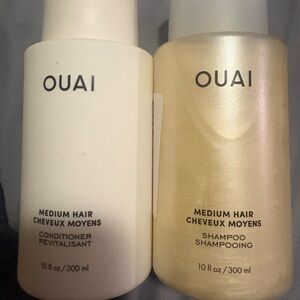 OUAI
MEDIUM HAIR
CHEVEUX MOYENS
CONDITIONER
REVITALISANT
10 fl oz / 300 ml
OUAI
MEDIUM HAIR
CHEVEUX MOYENS
SHAMPOO
SHAMPOOING
10 fl oz / 300 ml